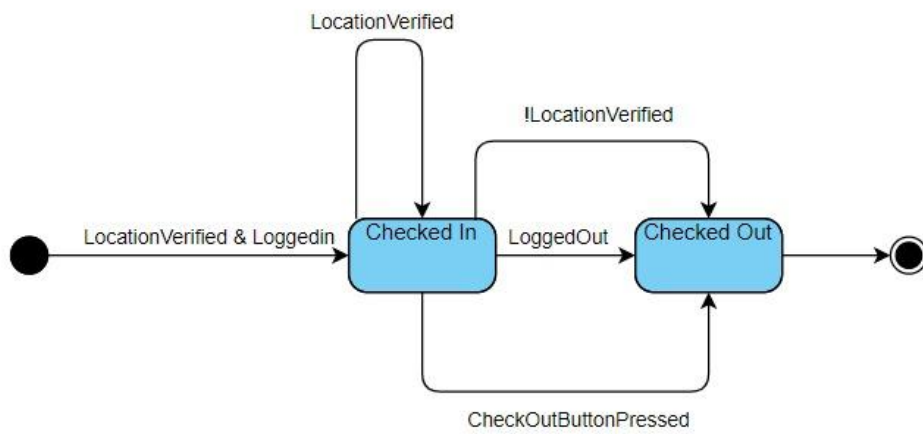 LocationVerified
!LocationVerified
LocationVerified & Loggedin
Checked In
LoggedOut
Checked Out
CheckOutButtonPressed